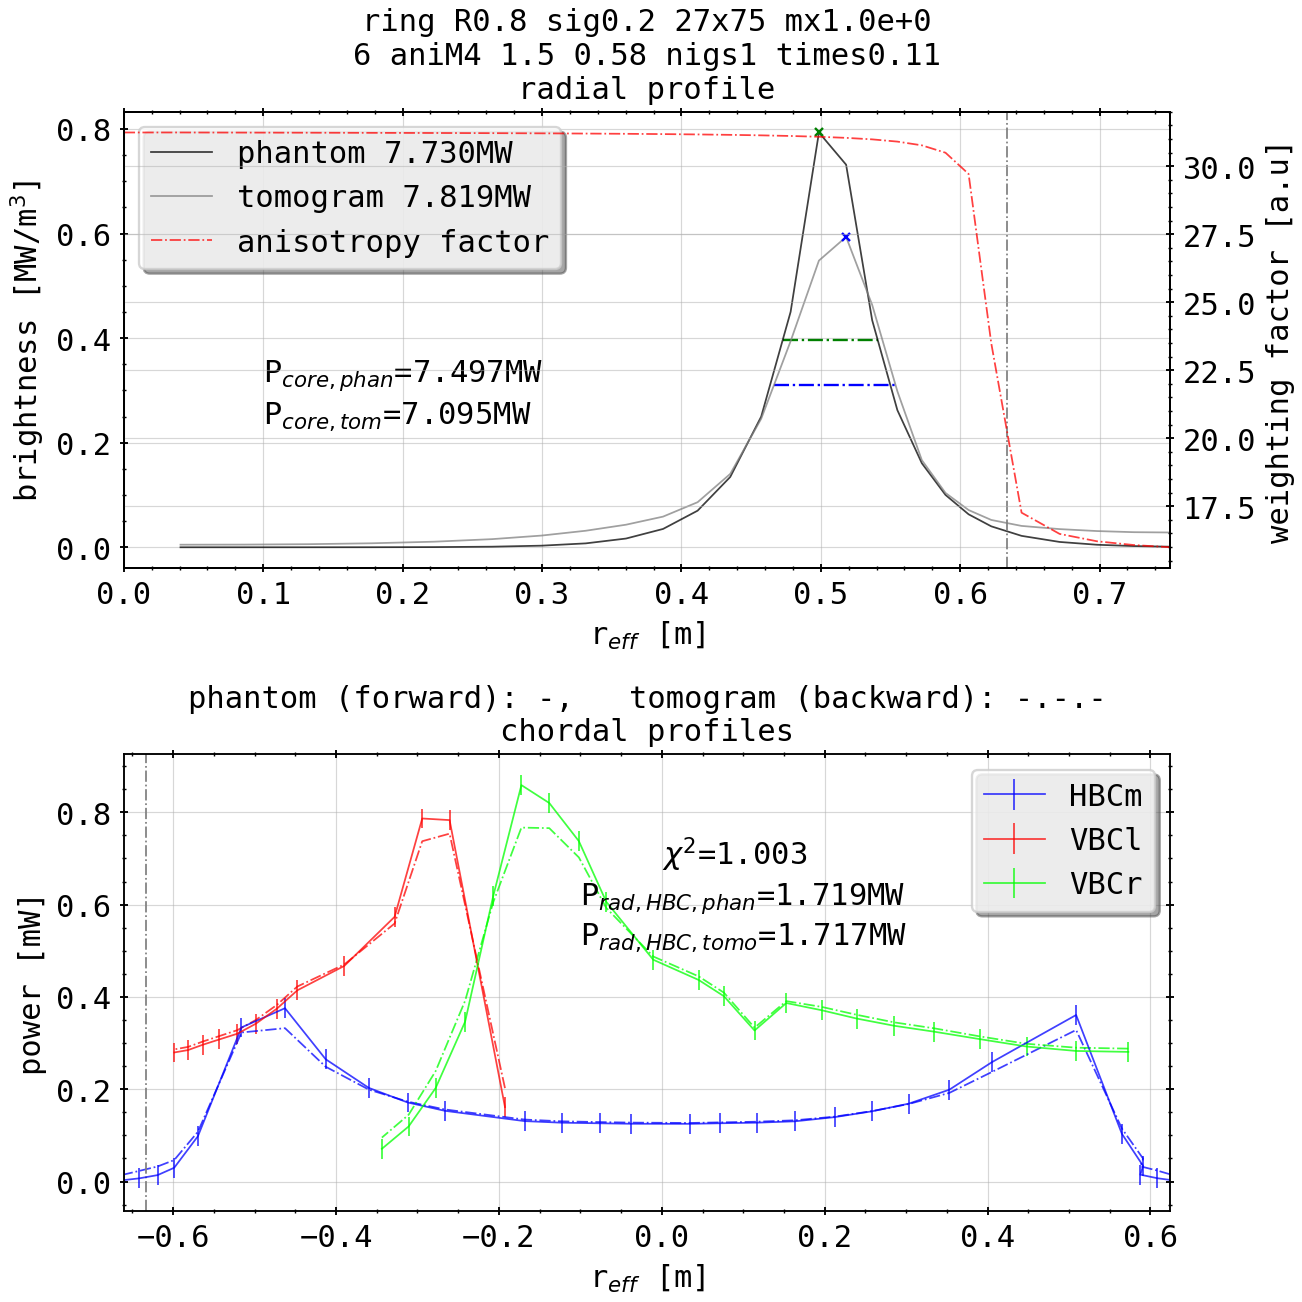 ring R0.8 sig0.2 27x75 mx1.0e+0
6 aniM4 1.5 0.58 nigs1 times0.11
radial profile
0.8
0.6
0.4
0.2
0.0
brightness [MW/m³]
phantom 7.730MW
tomogram 7.819MW
anisotropy factor
P_core,phan=7.497MW
P_core,tom=7.095MW
30.0
27.5
25.0
22.5
20.0
17.5
weighting factor [a.u]
0.0 0.1 0.2 0.3 0.4 0.5 0.6 0.7
r_eff [m]
phantom (forward): -, tomogram (backward): -.-.-
chordal profiles
0.8
0.6
0.4
0.2
0.0
power [mW]
χ²=1.003
P_rad,HBC,phan=1.719MW
P_rad,HBC,tomo=1.717MW
HBCm
VBCl
VBCr
−0.6 −0.4 −0.2 0.0 0.2 0.4 0.6
r_eff [m]